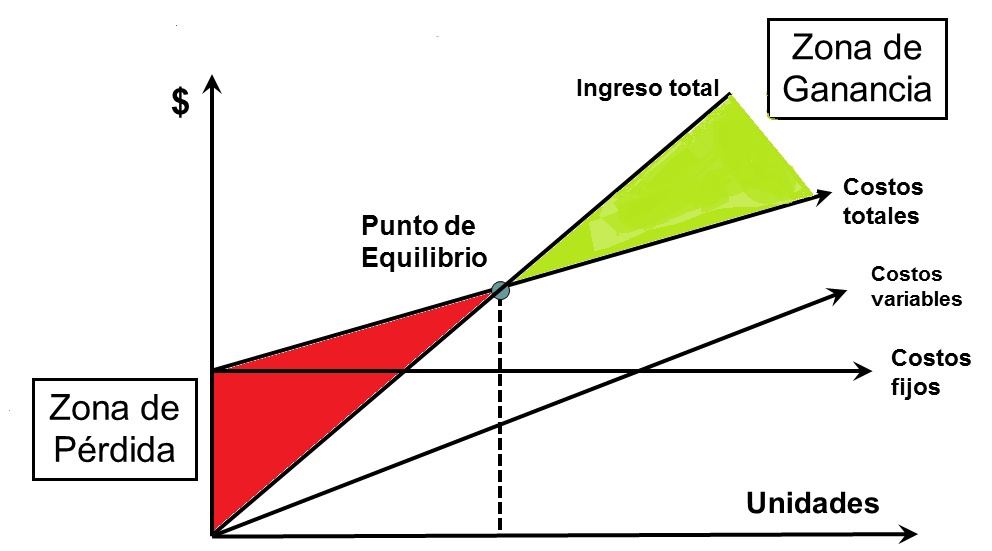 Zona de
Ganancia
Ingreso total
$
Costos
totales
Punto de
Equilibrio
Costos
variables
Costos
fijos
Zona de
Pérdida
Unidades